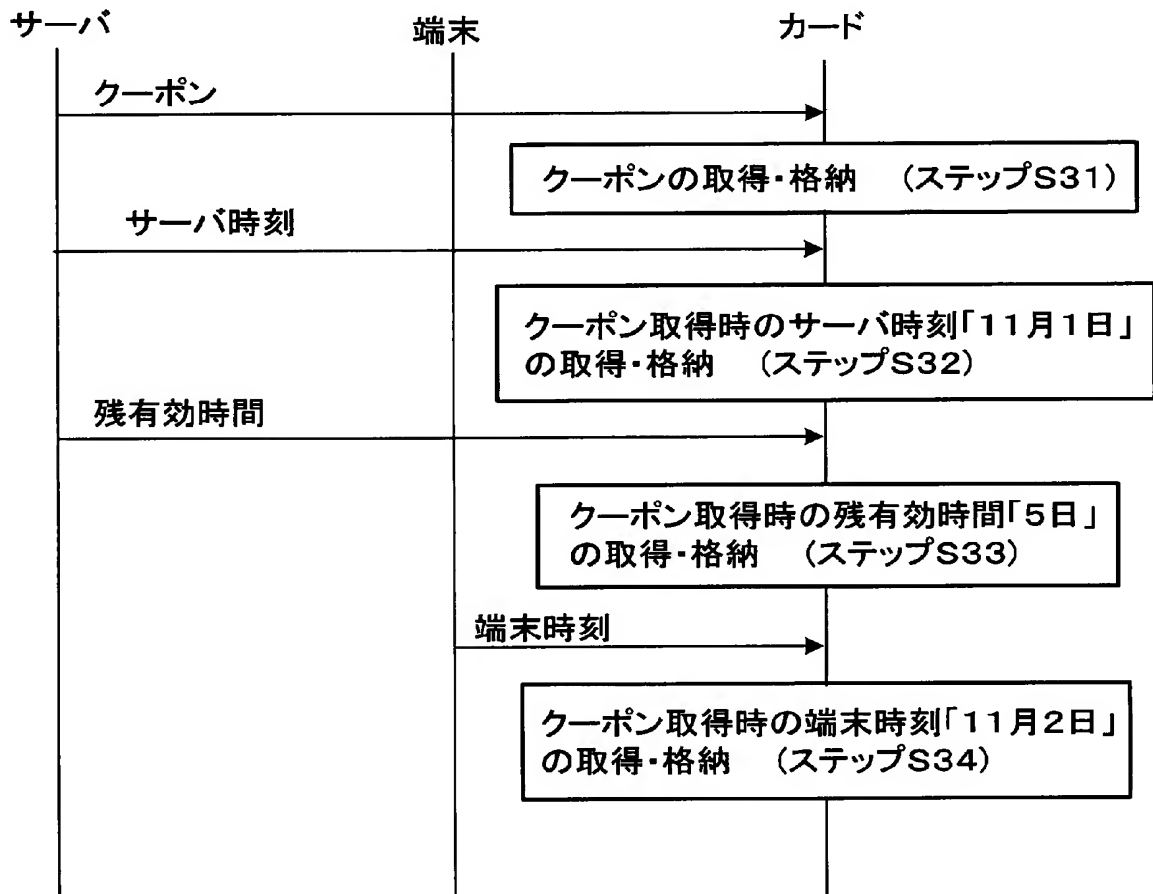 サーバ
端末
カード
クーポン
クーポンの取得・格納　（ステップS31）
サーバ時刻
クーポン取得時のサーバ時刻「11月1日」
の取得・格納　（ステップS32）
残有効時間
クーポン取得時の残有効時間「5日」
の取得・格納　（ステップS33）
端末時刻
クーポン取得時の端末時刻「11月2日」
の取得・格納　（ステップS34）